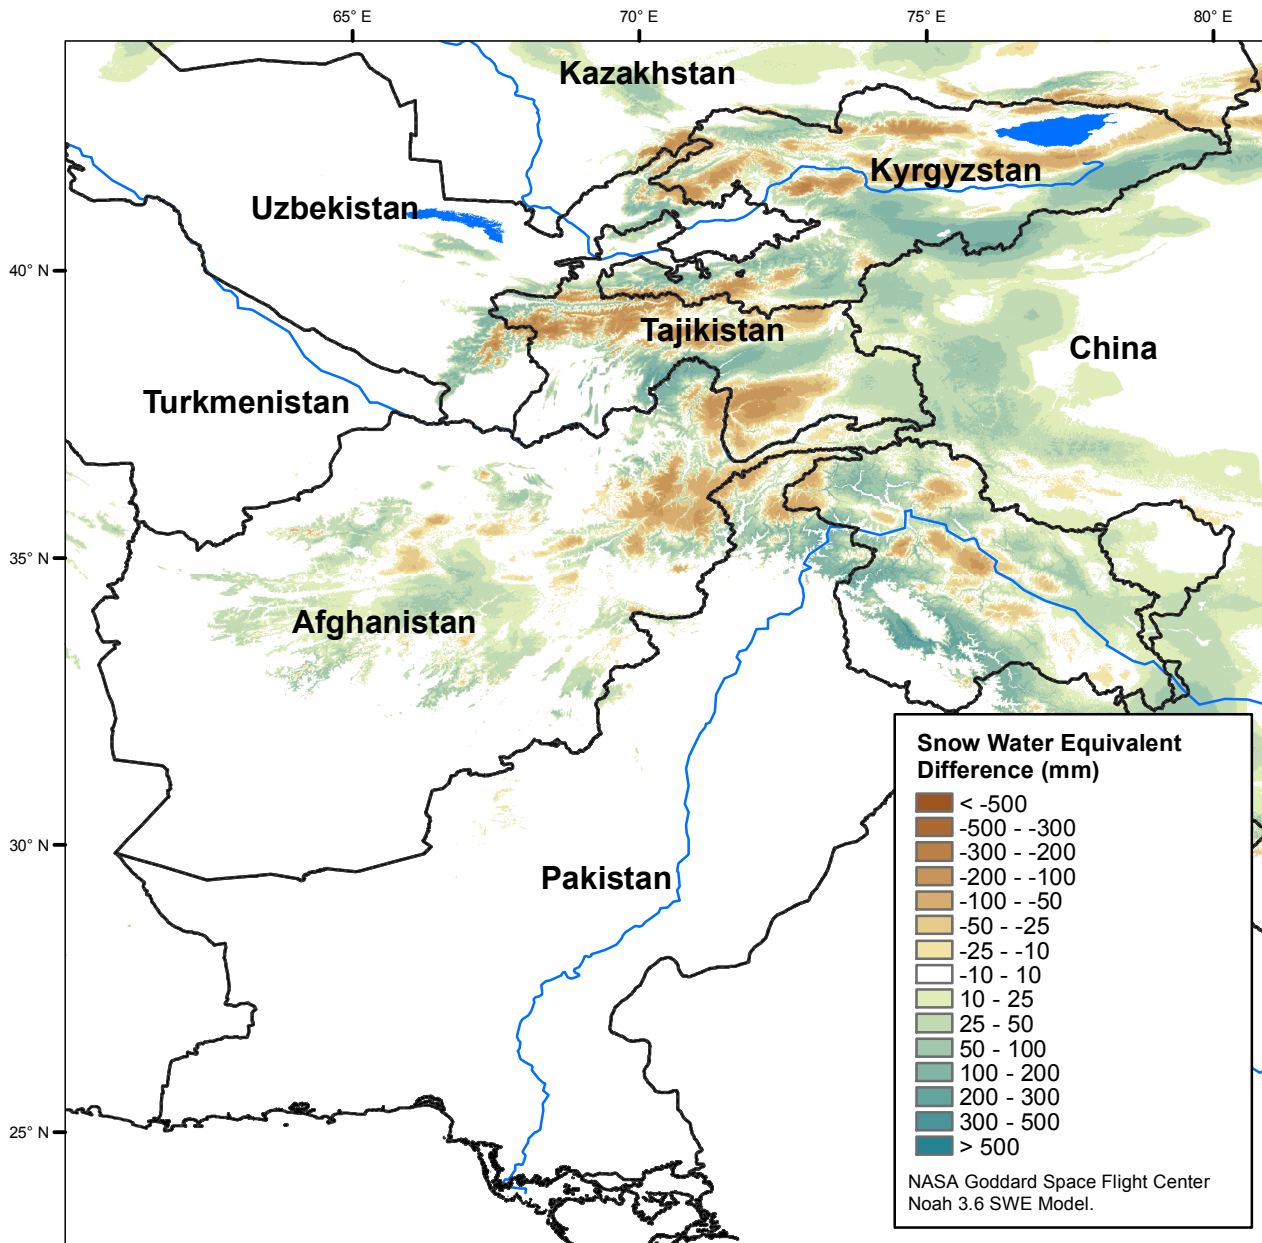 65° E
70° E
75° E
80° E
Kazakhstan
Kyrgyzstan
Uzbekistan
40° N
Tajikistan
China
Turkmenistan
35° N
Afghanistan
30° N
Pakistan
25° N
Snow Water Equivalent
Difference (mm)
< -500
-500 - -300
-300 - -200
-200 - -100
-100 - -50
-50 - -25
-25 - -10
-10 - 10
10 - 25
25 - 50
50 - 100
100 - 200
200 - 300
300 - 500
> 500
NASA Goddard Space Flight Center
Noah 3.6 SWE Model.